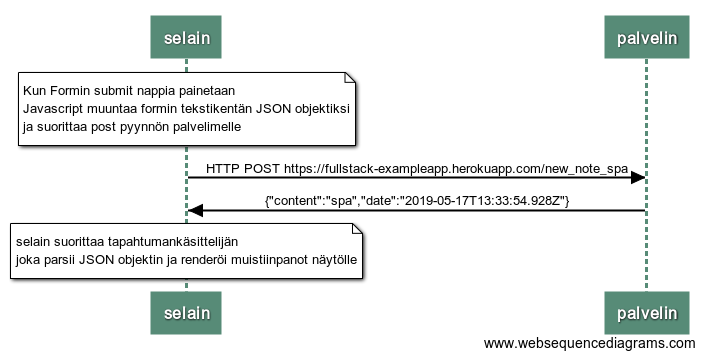 selain
palvelin
Kun Formin submit nappia painetaan
Javascript muuntaa formin tekstikentän JSON objektiksi
ja suorittaa post pyynnön palvelimelle
HTTP POST https://fullstack-exampleapp.herokuapp.com/new_note_spa
{"content":"spa","date":"2019-05-17T13:33:54.928Z"}
selain suorittaa tapahtumankäsittelijän
joka parsii JSON objektin ja renderöi muistiinpanot näytölle
selain
palvelin
www.websequencediagrams.com